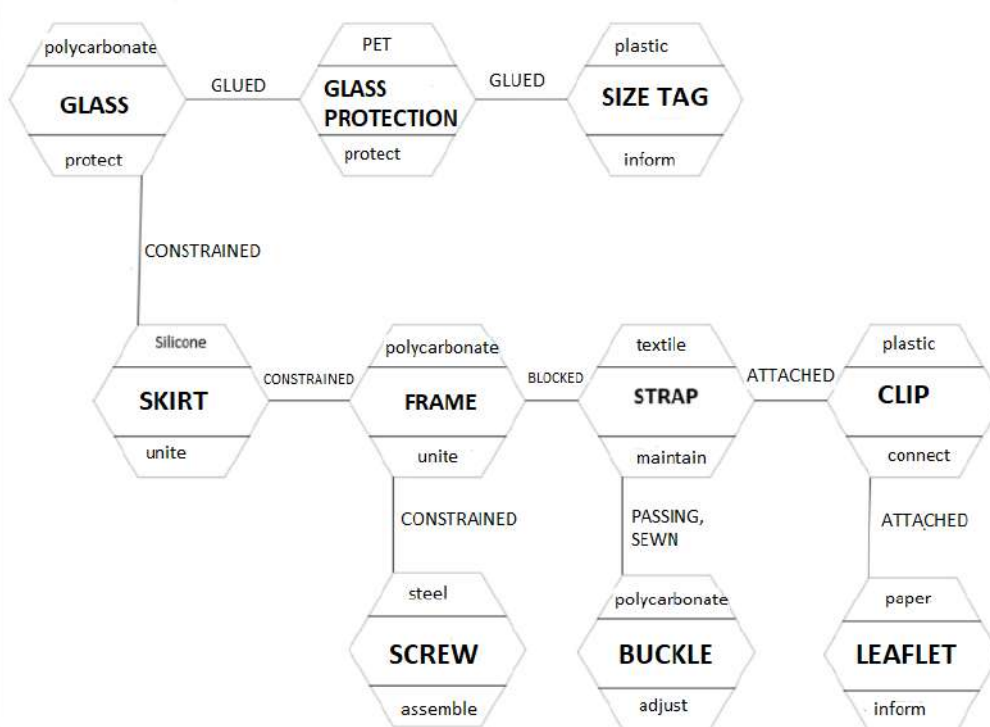 polycarbonate
GLASS
protect
GLUED
PET
GLASS
PROTECTION
protect
GLUED
plastic
SIZE TAG
inform
CONSTRAINED
Silicone
SKIRT
unite
CONSTRAINED
polycarbonate
FRAME
unite
BLOCKED
textile
STRAP
maintain
ATTACHED
plastic
CLIP
connect
CONSTRAINED
PASSING,
SEWN
ATTACHED
steel
SCREW
assemble
polycarbonate
BUCKLE
adjust
paper
LEAFLET
inform